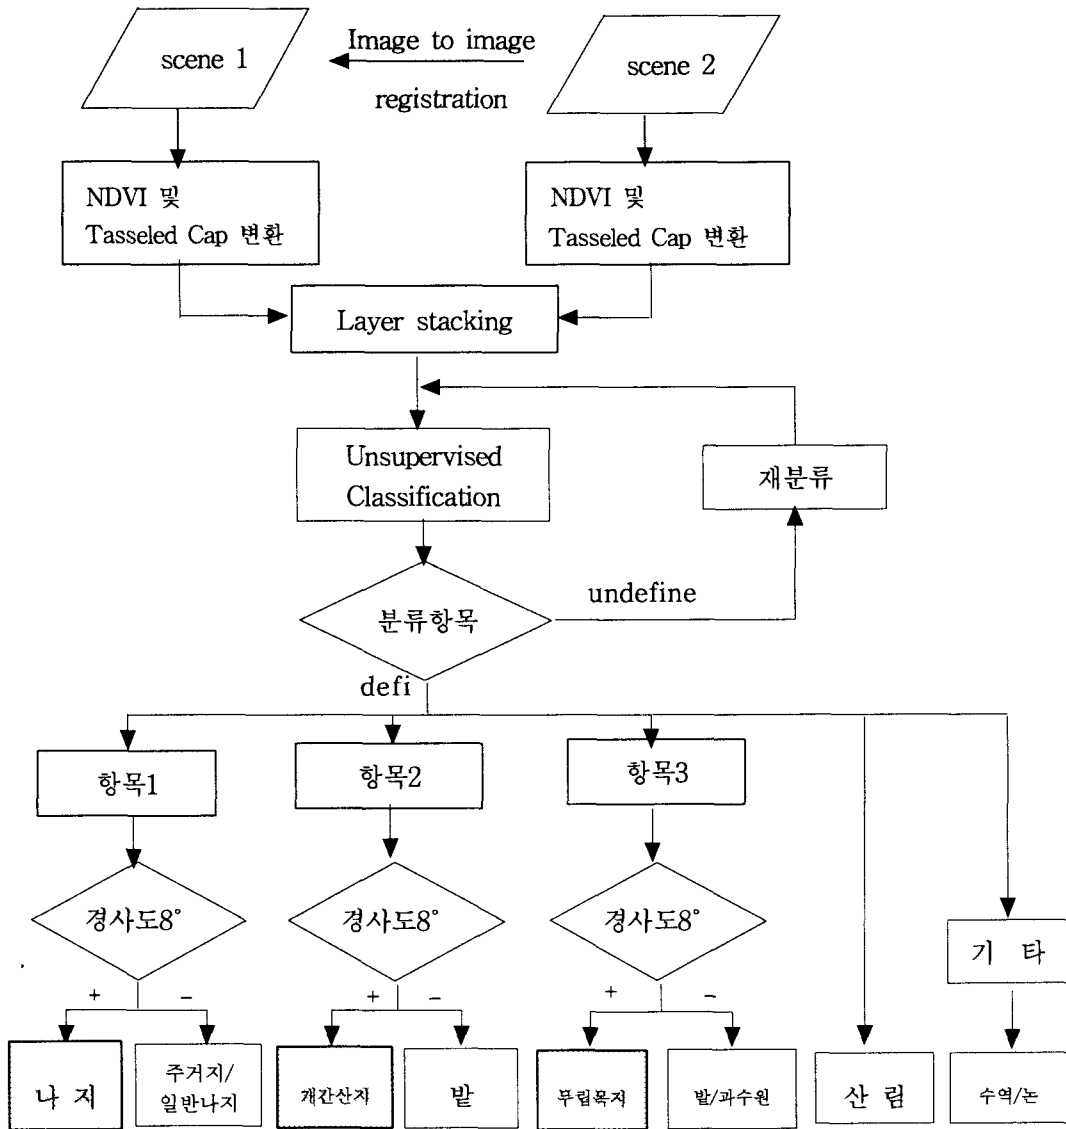 scene 1
Image to image
registration
scene 2
NDVI 및
Tasseled Cap 변환
NDVI 및
Tasseled Cap 변환
Layer stacking
Unsupervised
Classification
재분류
분류항목
undefine
defi
항목1
항목2
항목3
경사도8°
경사도8°
경사도8°
기 타
+ −
+ −
+ −
나 지
주거지/
일반나지
개간산지
밭
무립목지
밭/과수원
산 림
수역/논